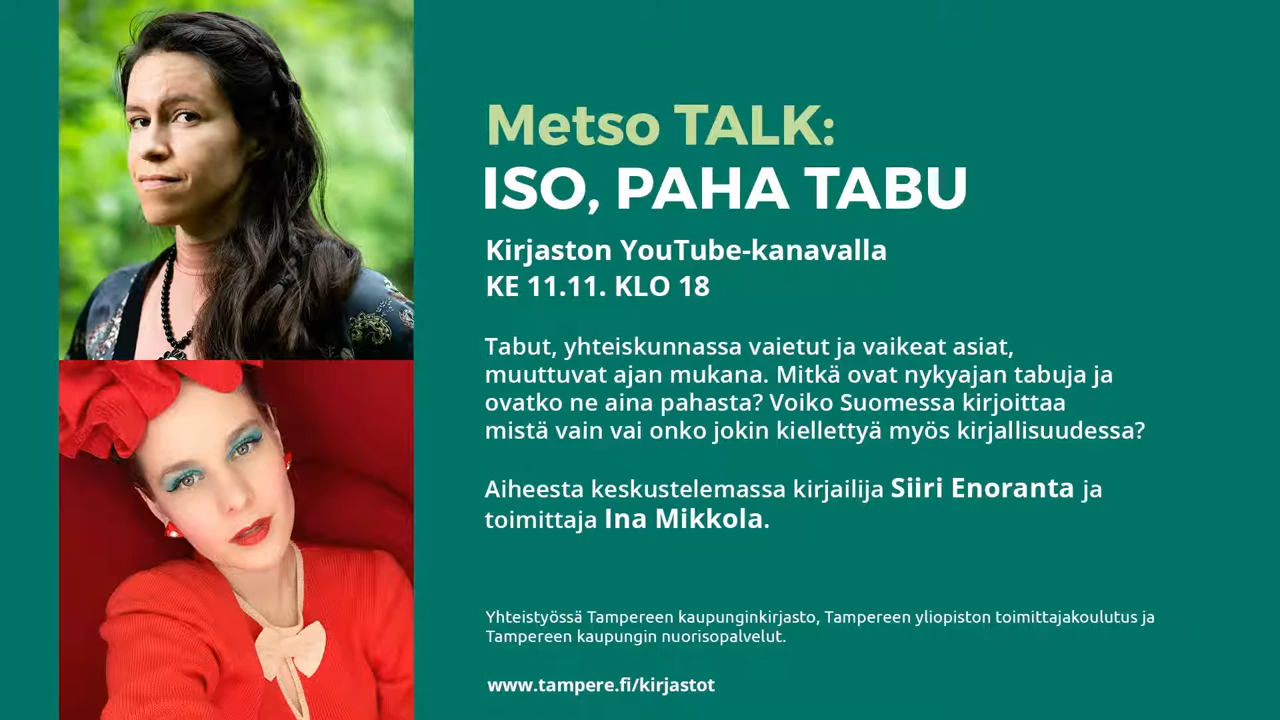 Metso TALK:
ISO, PAHA TABU
Kirjaston YouTube-kanavalla
KE 11.11. KLO 18
Tabut, yhteiskunnassa vaietut ja vaikeat asiat,
muuttuvat ajan mukana. Mitkä ovat nykyajan tabuja ja
ovatko ne aina pahasta? Voiko Suomessa kirjoittaa
mistä vain vai onko jokin kiellettyä myös kirjallisuudessa?
Aiheesta keskustelemassa kirjailija Siiri Enoranta ja
toimittaja Ina Mikkola.
Yhteistyössä Tampereen kaupunginkirjasto, Tampereen yliopiston toimittajakoulutus ja
Tampereen kaupungin nuorisopalvelut.
www.tampere.fi/kirjastot